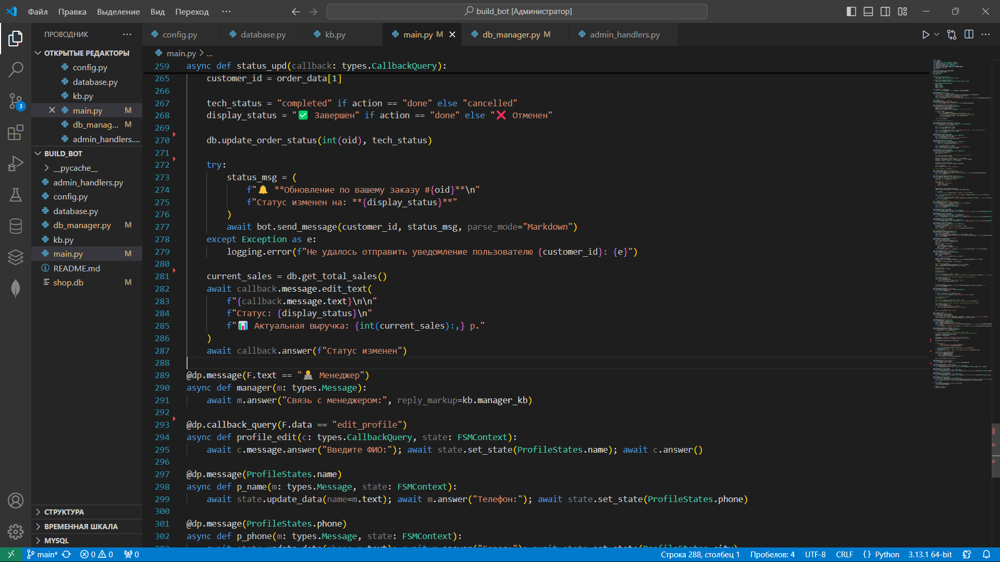 Файл Правка Выделение Вид Переход ···
build_bot [Администратор]
ПРОВОДНИК ···
config.py
database.py
kb.py
main.py M
db_manager.py M
admin_handlers.py
ОТКРЫТЫЕ РЕДАКТОРЫ
config.py
database.py
kb.py
main.py M
db_manag... M
admin_handlers....
BUILD_BOT
__pycache__
admin_handlers.py
config.py
database.py
db_manager.py M
kb.py
main.py M
README.md
shop.db M
СТРУКТУРА
ВРЕМЕННАЯ ШКАЛА
MYSQL
3
main.py > ...
259 async def status_upd(callback: types.CallbackQuery):
265 customer_id = order_data[1]
266
267 tech_status = "completed" if action == "done" else "cancelled"
268 display_status = "✅ Завершен" if action == "done" else "❌ Отменен"
269
270 db.update_order_status(int(oid), tech_status)
271
272 try:
273 status_msg = (
274 f"🔔 **Обновление по вашему заказу #{oid}**\n"
275 f"Статус изменен на: **{display_status}**"
276 )
277 await bot.send_message(customer_id, status_msg, parse_mode="Markdown")
278 except Exception as e:
279 logging.error(f"Не удалось отправить уведомление пользователю {customer_id}: {e}")
280
281 current_sales = db.get_total_sales()
282 await callback.message.edit_text(
283 f"{callback.message.text}\n\n"
284 f"Статус: {display_status}\n"
285 f"📊 Актуальная выручка: {int(current_sales):,} р."
286 )
287 await callback.answer(f"Статус изменен")
288
289 @dp.message(F.text == "👨‍💻 Менеджер")
290 async def manager(m: types.Message):
291 await m.answer("Связь с менеджером:", reply_markup=kb.manager_kb)
292
293 @dp.callback_query(F.data == "edit_profile")
294 async def profile_edit(c: types.CallbackQuery, state: FSMContext):
295 await c.message.answer("Введите ФИО:"); await state.set_state(ProfileStates.name); await c.answer()
296
297 @dp.message(ProfileStates.name)
298 async def p_name(m: types.Message, state: FSMContext):
299 await state.update_data(name=m.text); await m.answer("Телефон:"); await state.set_state(ProfileStates.phone)
300
301 @dp.message(ProfileStates.phone)
302 async def p_phone(m: types.Message, state: FSMContext):
main* 0 0 0
Строка 288, столбец 1 Пробелов: 4 UTF-8 CRLF {} Python 3.13.1 64-bit